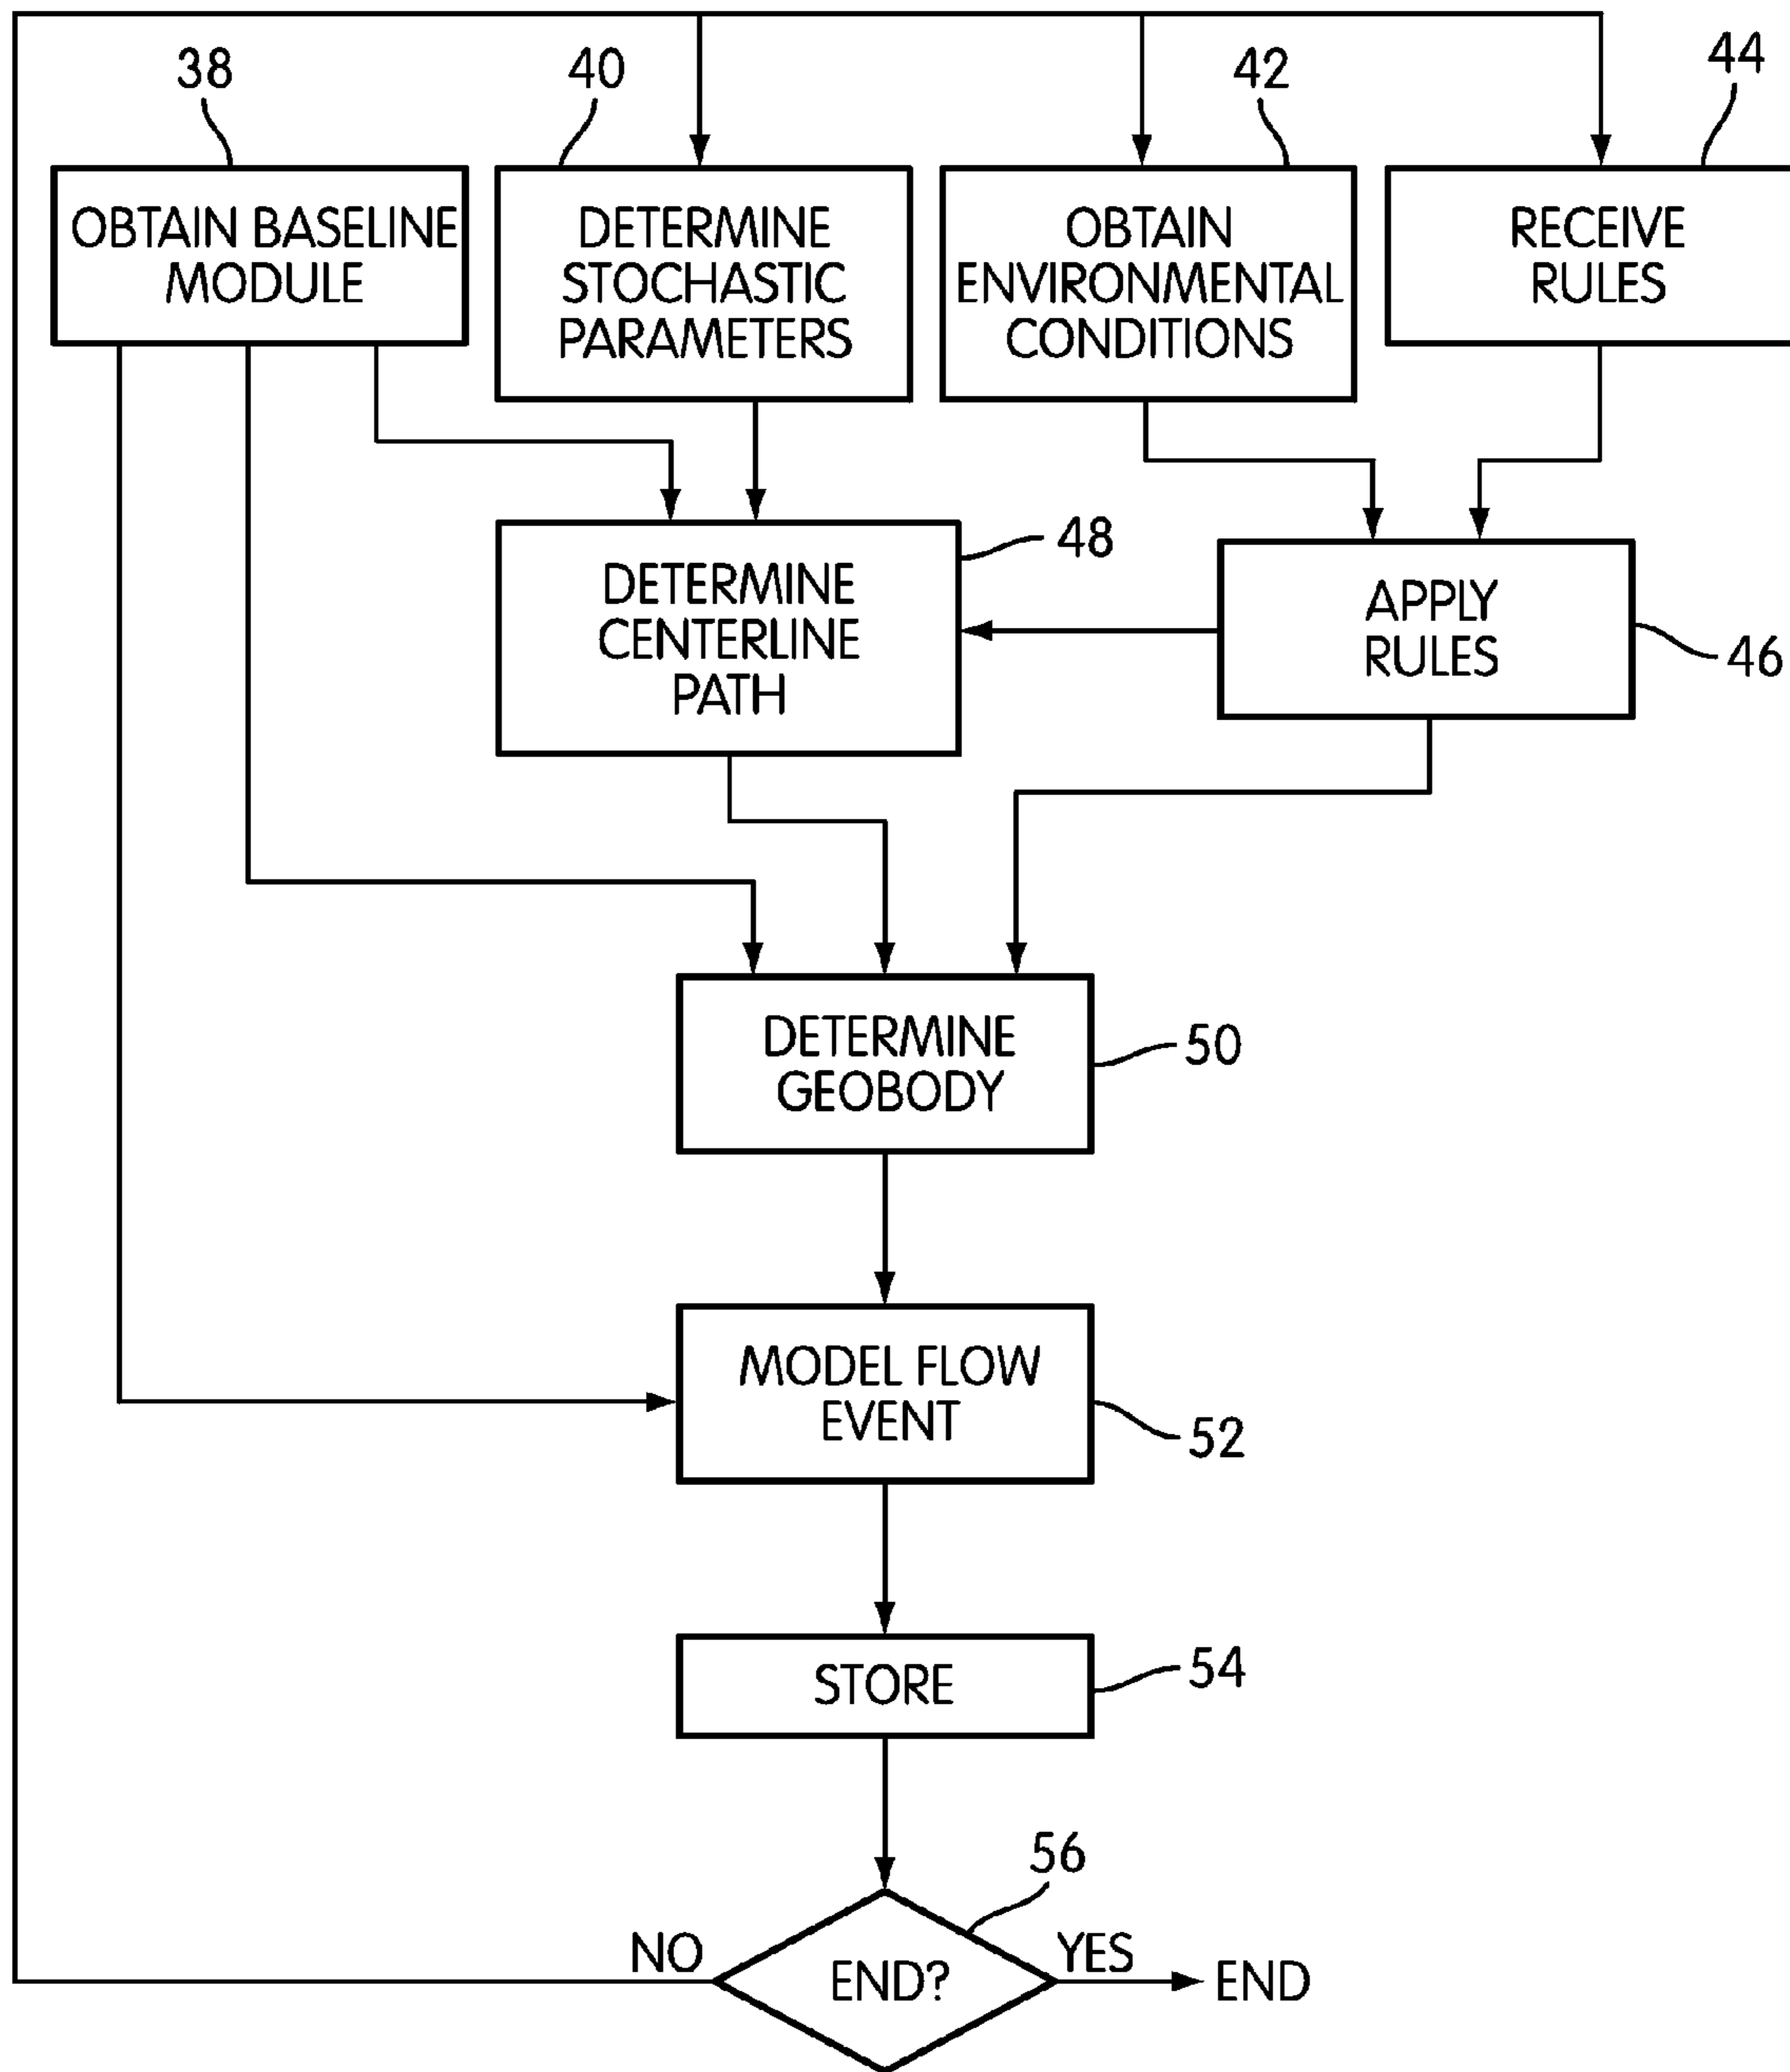 38
40
42
44
OBTAIN BASELINE
MODULE
DETERMINE
STOCHASTIC
PARAMETERS
OBTAIN
ENVIRONMENTAL
CONDITIONS
RECEIVE
RULES
DETERMINE
CENTERLINE
PATH
48
APPLY
RULES
46
DETERMINE
GEOBODY
50
MODEL FLOW
EVENT
52
STORE
54
56
NO
END?
YES
END